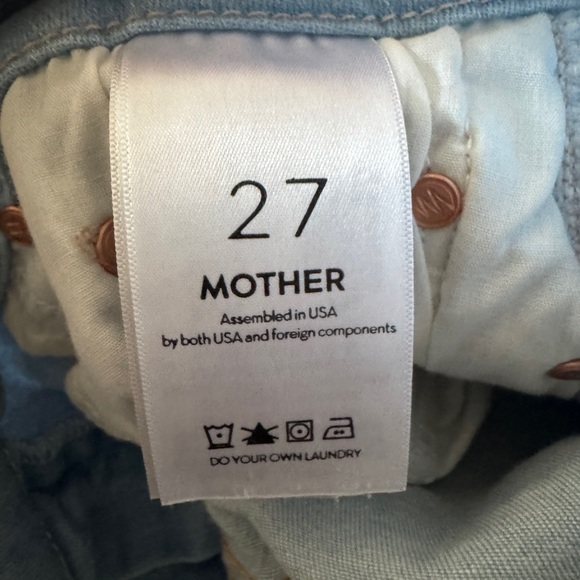 27
MOTHER
Assembled in USA
by both USA and foreign components
DO YOUR OWN LAUNDRY